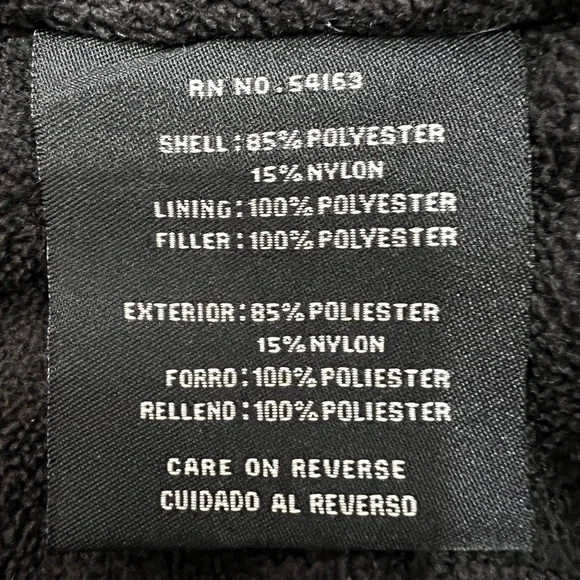 RN NO.54163
SHELL:85%POLYESTER
15%NYLON
LINING:100%POLYESTER
FILLER:100%POLYESTER
EXTERIOR:85%POLIESTER
15%NYLON
FORRO:100%POLIESTER
RELLENO:100%POLIESTER
CARE ON REVERSE
CUIDADO AL REVERSO